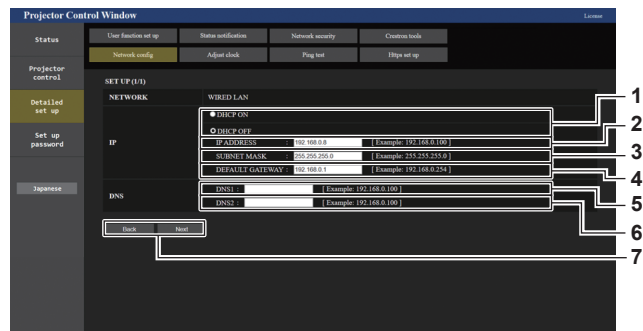 Projector Control Window
License
Status
User function set up
Status notification
Network security
Crestron tools
Network config
Adjust clock
Ping test
Https set up
Projector
control
Detailed
set up
Set up
password
Japanese
SET UP (1/1)
NETWORK WIRED LAN
IP
DHCP ON
DHCP OFF
IP ADDRESS : 192.168.0.8 [ Example: 192.168.0.100 ]
SUBNET MASK : 255.255.255.0 [ Example: 255.255.255.0 ]
DEFAULT GATEWAY : 192.168.0.1 [ Example: 192.168.0.254 ]
DNS
DNS1 : [ Example: 192.168.0.100 ]
DNS2 : [ Example: 192.168.0.100 ]
Back Next
1
2
3
4
5
6
7